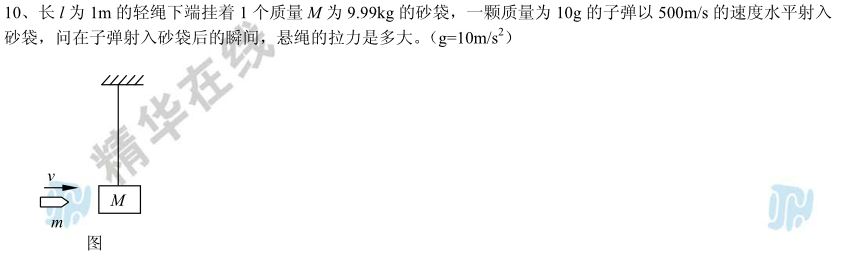 10、长 l 为 1m 的轻绳下端挂着 1 个质量 M 为 9.99kg 的砂袋，一颗质量为 10g 的子弹以 500m/s 的速度水平射入
砂袋，问在子弹射入砂袋后的瞬间，悬绳的拉力是多大。（g=10m/s²）
精华在线
v
M
m
图